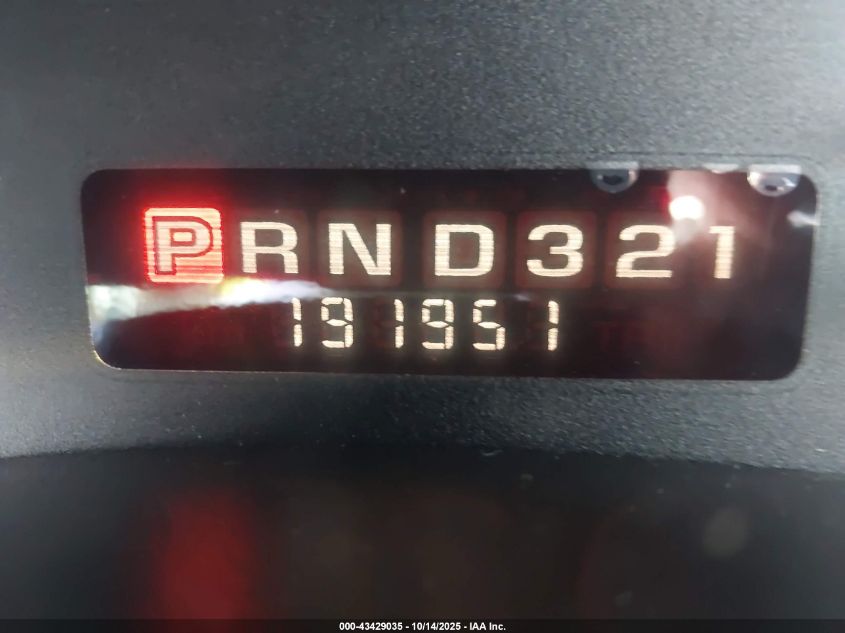 PRND321
191951
000-43429035 - 10/14/2025 - IAA Inc.